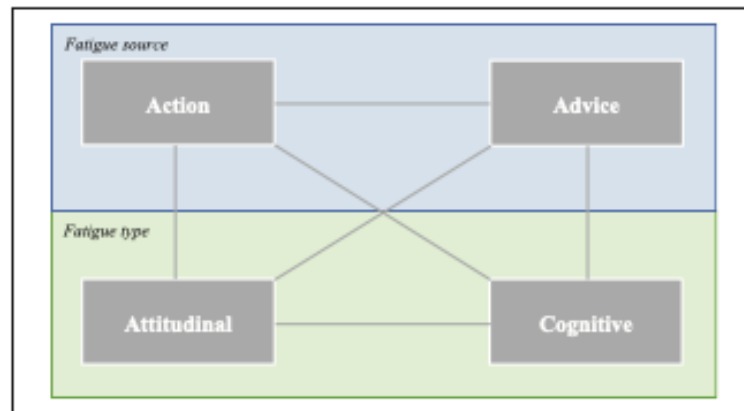 Fatigue source
Action
Advice
Fatigue type
Attitudinal
Cognitive